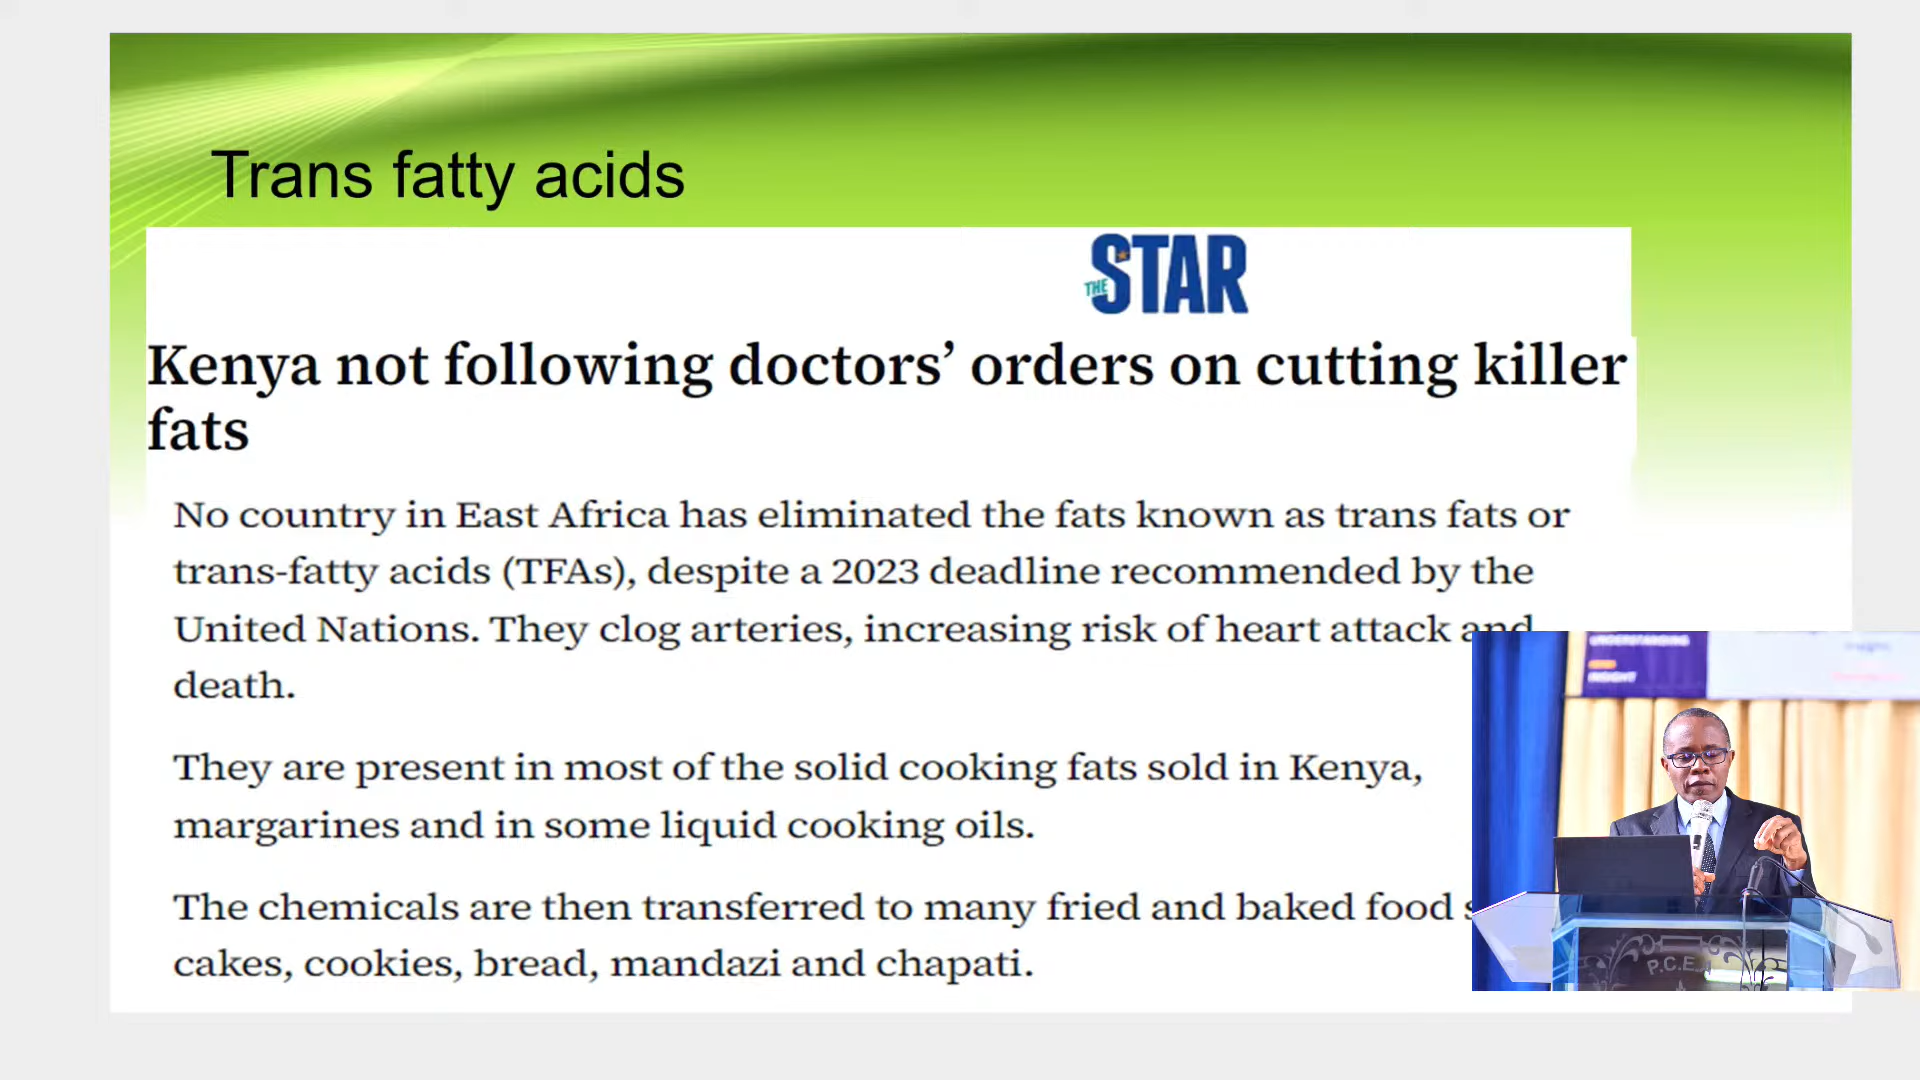 Trans fatty acids
THE STAR
Kenya not following doctors’ orders on cutting killer
fats
No country in East Africa has eliminated the fats known as trans fats or
trans-fatty acids (TFAs), despite a 2023 deadline recommended by the
United Nations. They clog arteries, increasing risk of heart attack and
death.
UNDERSTANDING
INSIGHT
They are present in most of the solid cooking fats sold in Kenya,
margarines and in some liquid cooking oils.
The chemicals are then transferred to many fried and baked food
cakes, cookies, bread, mandazi and chapati.
P.C.E.A